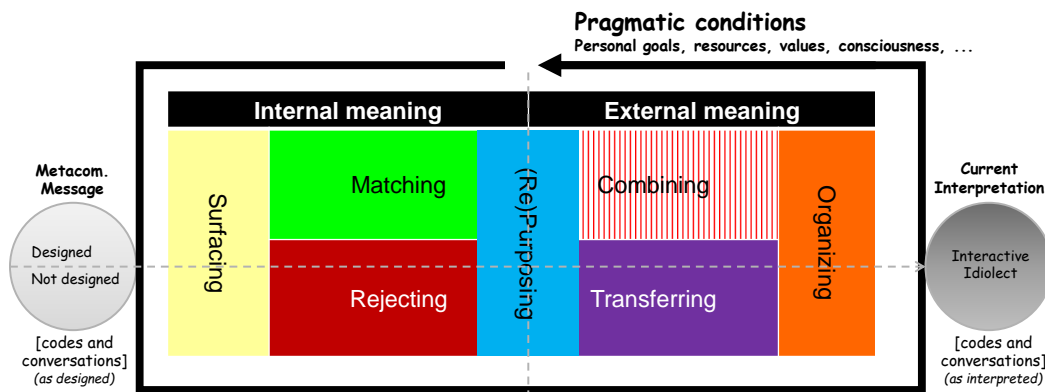 Pragmatic conditions
Personal goals, resources, values, consciousness, ...
Internal meaning
External meaning
Metacom.
Message
Designed
Not designed
[codes and
conversations]
(as designed)
Surfacing
Matching
Rejecting
(Re)Purposing
Combining
Transferring
Organizing
Current
Interpretation
Interactive
Idiolect
[codes and
conversations]
(as interpreted)